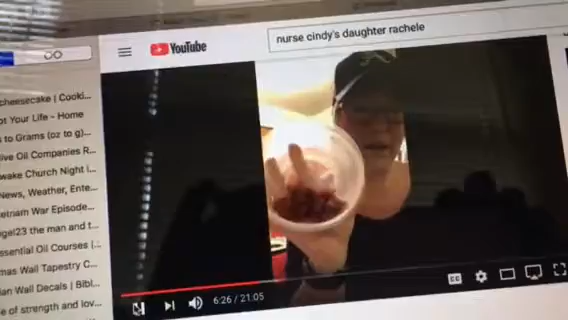 YouTube
nurse cindy's daughter rachele
cheesecake | Cooki...
ot Your Life - Home
s to Grams (oz to g)...
ive Oil Companies R...
wake Church Night I...
News, Weather, Ente...
etnam War Episode...
gel23 the man and t...
ssential Oil Courses |...
mas Wall Tapestry C...
an Wall Decals | Bibl...
e of strength and lov...
6:26 / 21:05
CC